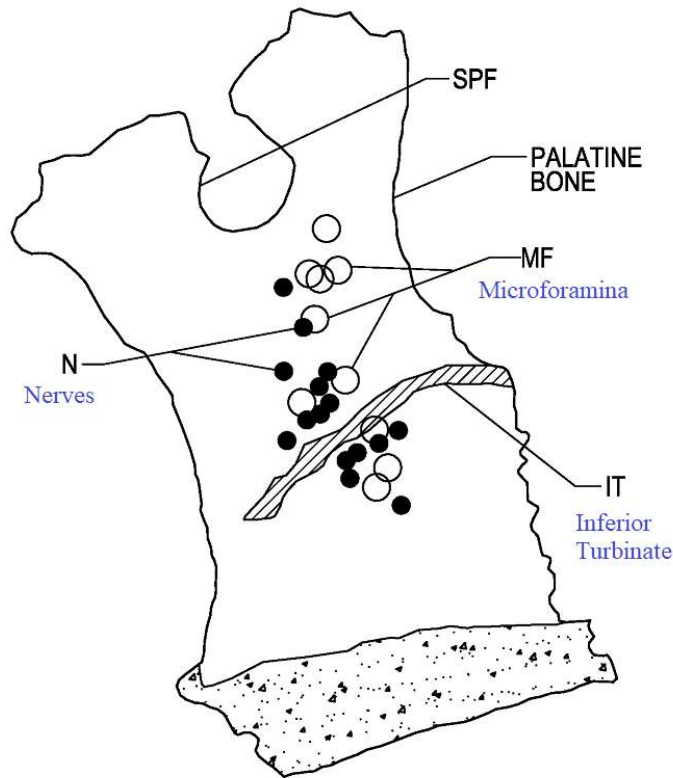 SPF
PALATINE
BONE
MF
Microforamina
N
Nerves
IT
Inferior
Turbinate